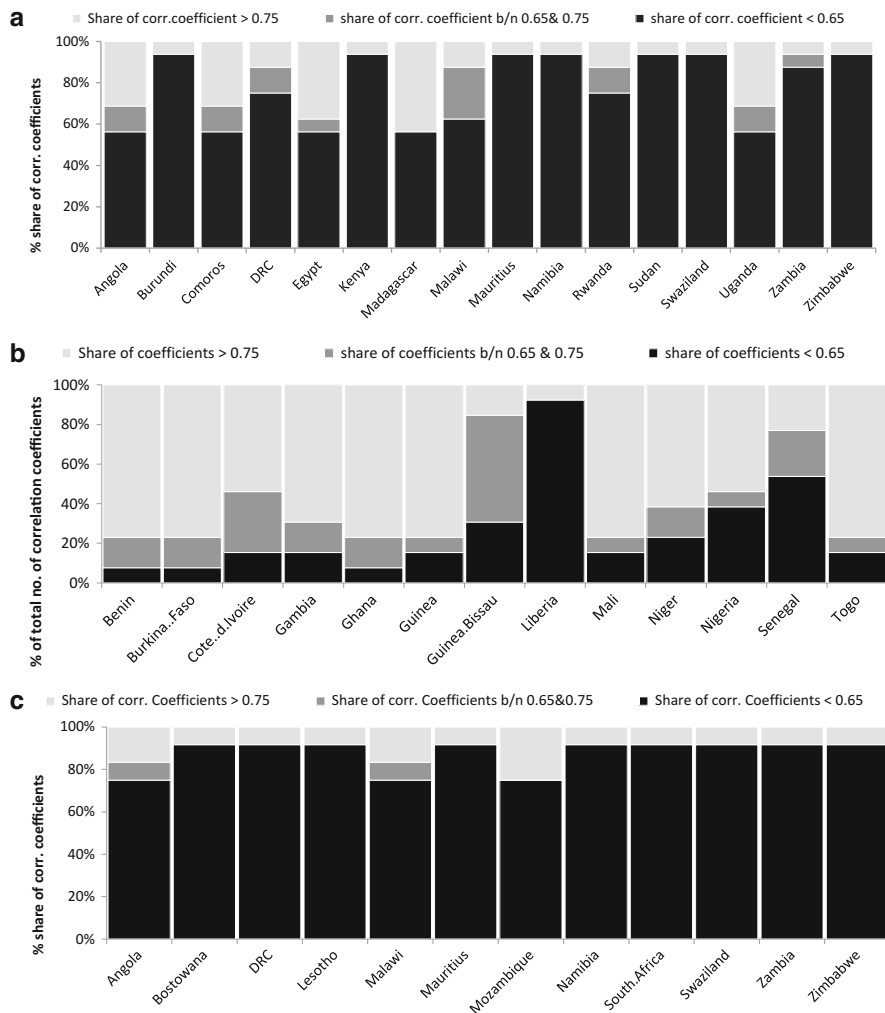 a
Share of corr.coefficient > 0.75 share of corr. coefficient b/n 0.65& 0.75 share of corr. coefficient < 0.65
% share of corr. coefficients
100%
80%
60%
40%
20%
0%
Angola Burundi Comoros DRC Egypt Kenya Madagascar Malawi Mauritius Namibia Rwanda Sudan Swaziland Uganda Zambia Zimbabwe
b
Share of coefficients > 0.75 share of coefficients b/n 0.65 & 0.75 share of coefficients < 0.65
% of total no. of correlation coefficients
100%
80%
60%
40%
20%
0%
Benin Burkina..Faso Cote..d.Ivoire Gambia Ghana Guinea Guinea.Bissau Liberia Mali Niger Nigeria Senegal Togo
c
Share of corr. Coefficients > 0.75 Share of corr. Coefficients b/n 0.65&0.75 Share of corr. Coefficients < 0.65
% share of corr. coefficients
100%
80%
60%
40%
20%
0%
Angola Bostowana DRC Lesotho Malawi Mauritius Mozambique Namibia South.Africa Swaziland Zambia Zimbabwe